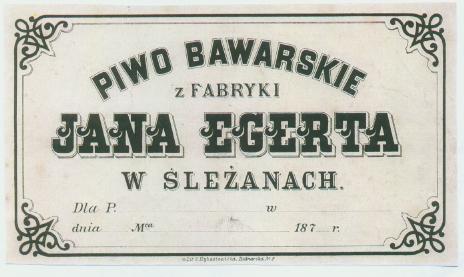 PIWO BAWARSKIE
z FABRYKI
JANA EGERTA
W ŚLEŻANACH.
Dla P. w
dnia Mca 187 r.